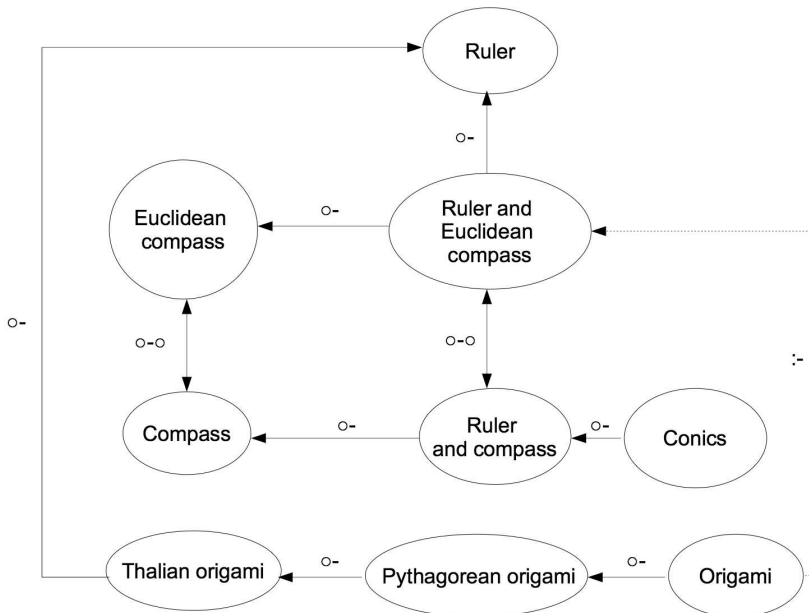 Ruler
○-
Euclidean
compass
○-
Ruler and
Euclidean
compass
○-
○-○
○-○
:-
Compass
○-
Ruler
and compass
○-
Conics
Thalian origami
○-
Pythagorean origami
○-
Origami